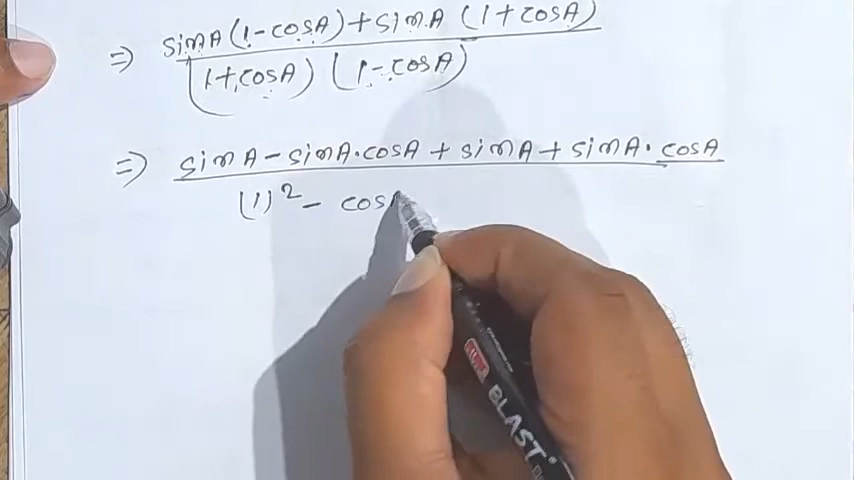 ⇒ sinA(1-cosA)+sinA (1+cosA)
(1+cosA) (1-cosA)
⇒ sinA-sinA·cosA+sinA+sinA·cosA
(1)² - cosA
BLAST